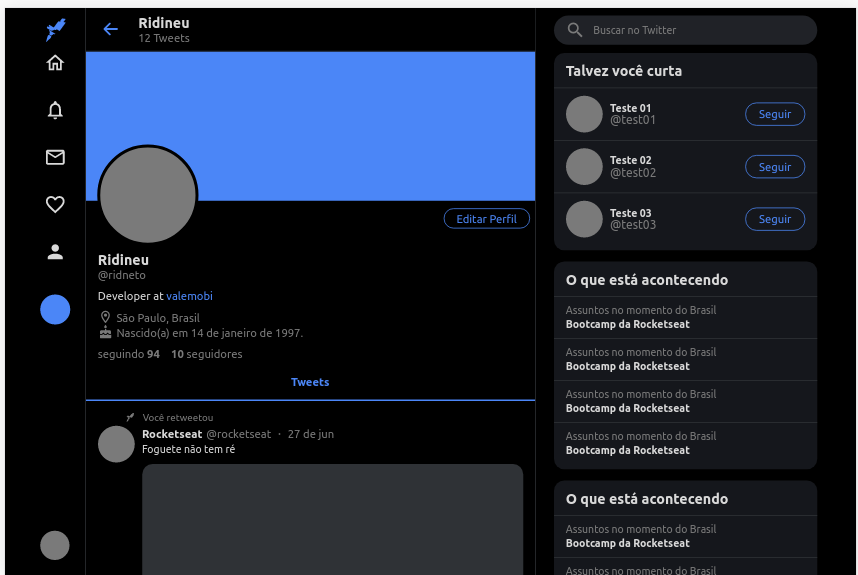 Ridineu
12 Tweets
Editar Perfil
Ridineu
@ridneto
Developer at valemobi
São Paulo, Brasil
Nascido(a) em 14 de janeiro de 1997.
seguindo 94 10 seguidores
Tweets
Você retweetou
Rocketseat @rocketseat · 27 de jun
Foguete não tem ré
Buscar no Twitter
Talvez você curta
Teste 01
@test01
Seguir
Teste 02
@test02
Seguir
Teste 03
@test03
Seguir
O que está acontecendo
Assuntos no momento do Brasil
Bootcamp da Rocketseat
Assuntos no momento do Brasil
Bootcamp da Rocketseat
Assuntos no momento do Brasil
Bootcamp da Rocketseat
Assuntos no momento do Brasil
Bootcamp da Rocketseat
O que está acontecendo
Assuntos no momento do Brasil
Bootcamp da Rocketseat
Assuntos no momento do Brasil